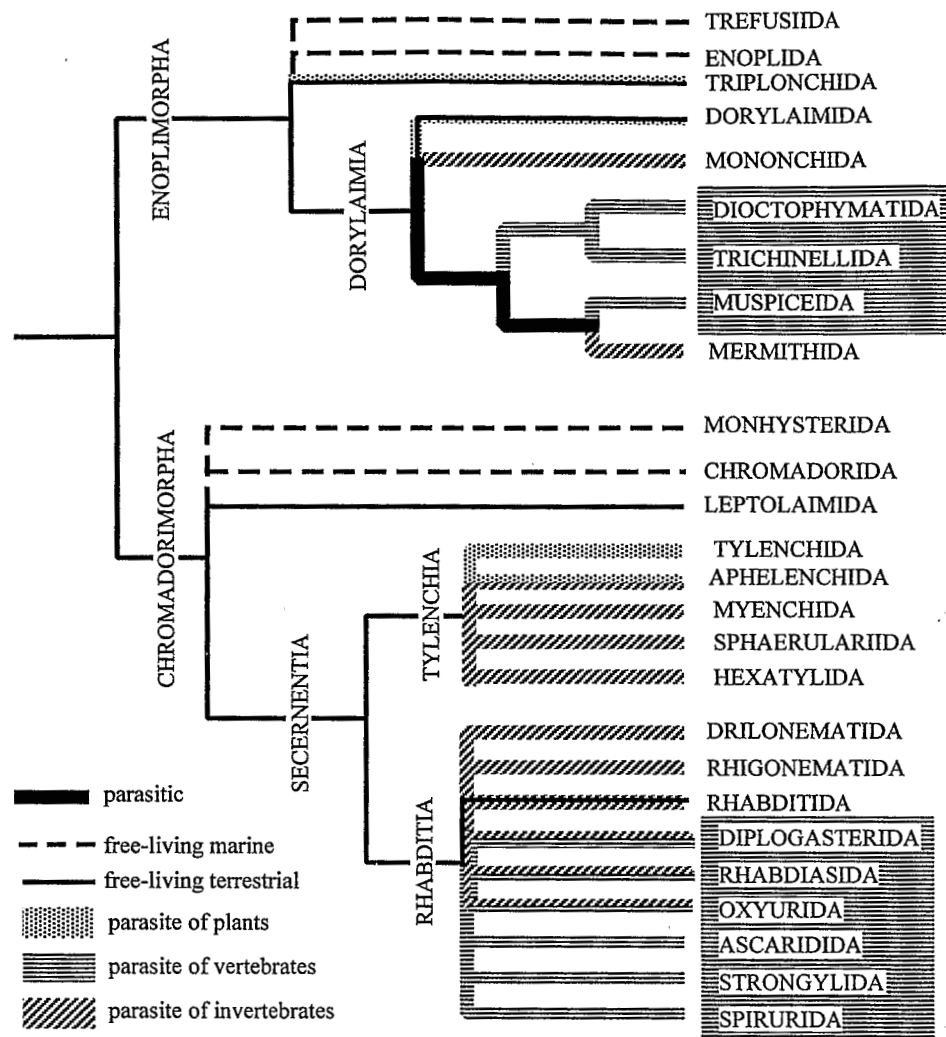 TREFUSIIDA
ENOPLIDA
TRIPLONCHIDA
DORYLAIMIDA
MONONCHIDA
DIOCTOPHYMATIDA
TRICHINELLIDA
MUSPICEIDA
MERMITHIDA
ENOPLIMORPHA
DORYLAIMIA
MONHYSTERIDA
CHROMADORIDA
LEPTOLAIMIDA
TYLENCHIDA
APHELENCHIDA
MYENCHIDA
SPHAERULARIIDA
HEXATYLIDA
CHROMADORIMORPHA
TYLENCHIA
SECERNENTIA
DRILONEMATIDA
RHIGONEMATIDA
RHABDITIDA
DIPLOGASTERIDA
RHABDIASIDA
OXYURIDA
ASCARIDIDA
STRONGYLIDA
SPIRURIDA
RHABDITIA
parasitic
free-living marine
free-living terrestrial
parasite of plants
parasite of vertebrates
parasite of invertebrates